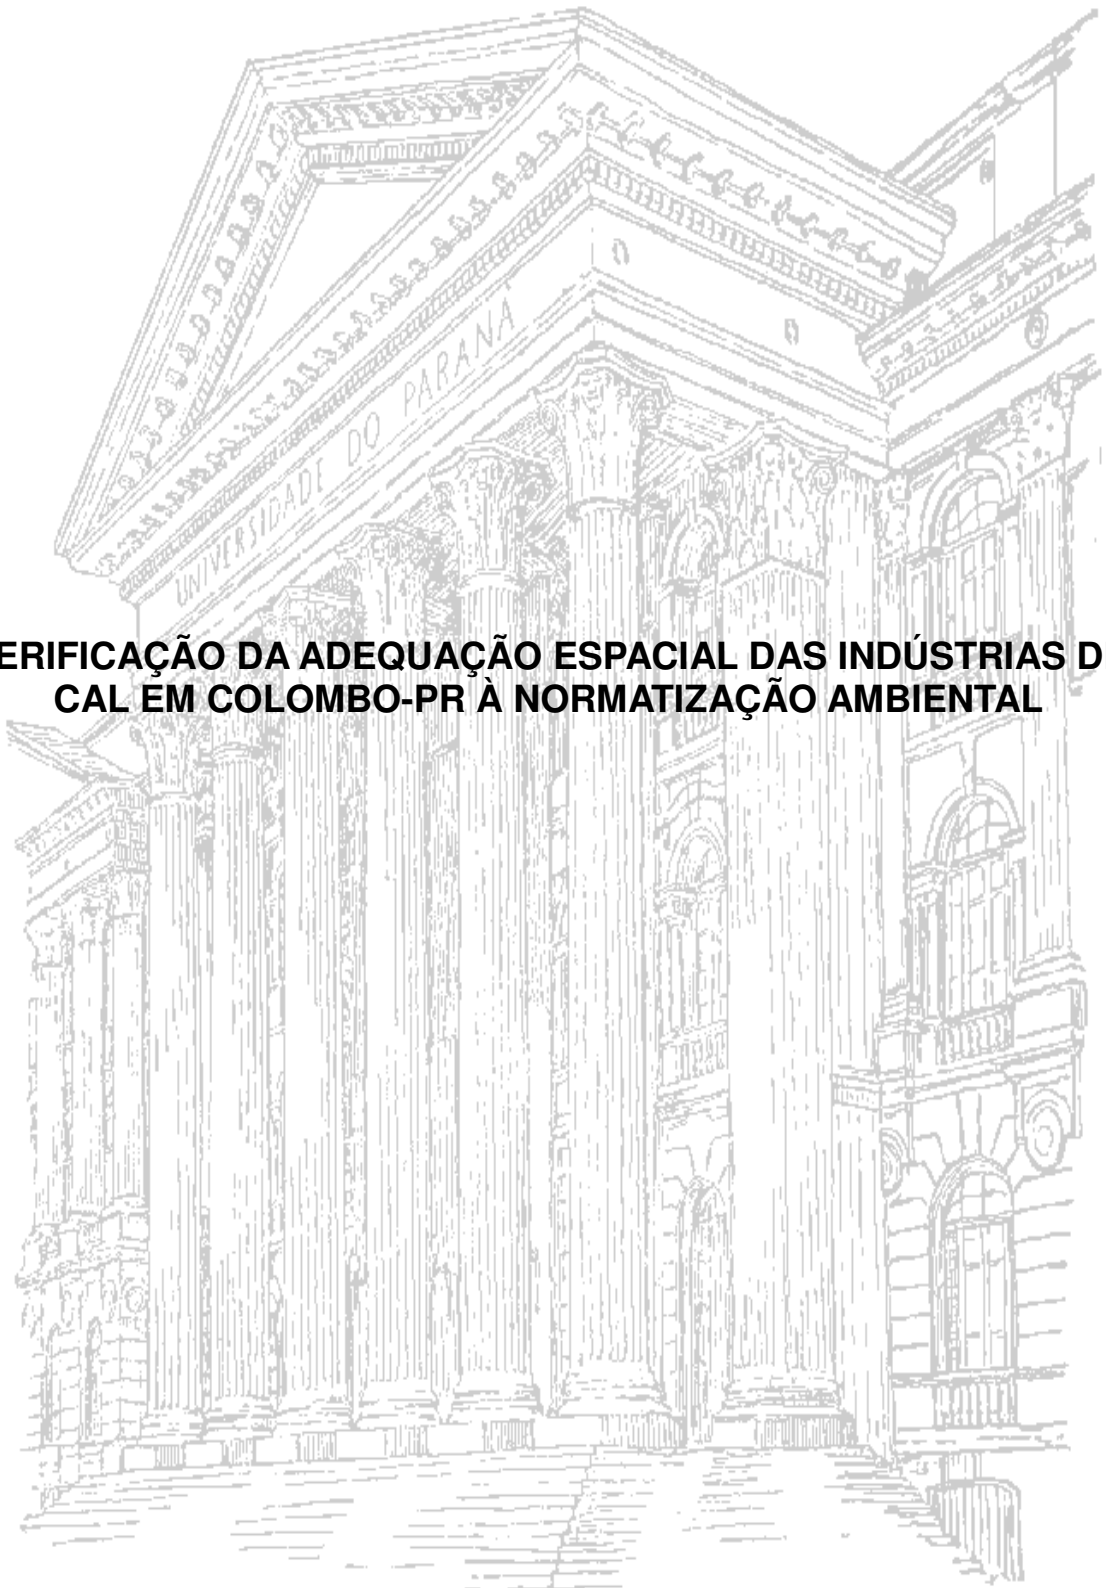 UNIVERSIDADE DO PARANÁ
ERIFICAÇÃO DA ADEQUAÇÃO ESPACIAL DAS INDÚSTRIAS D
CAL EM COLOMBO-PR À NORMATIZAÇÃO AMBIENTAL